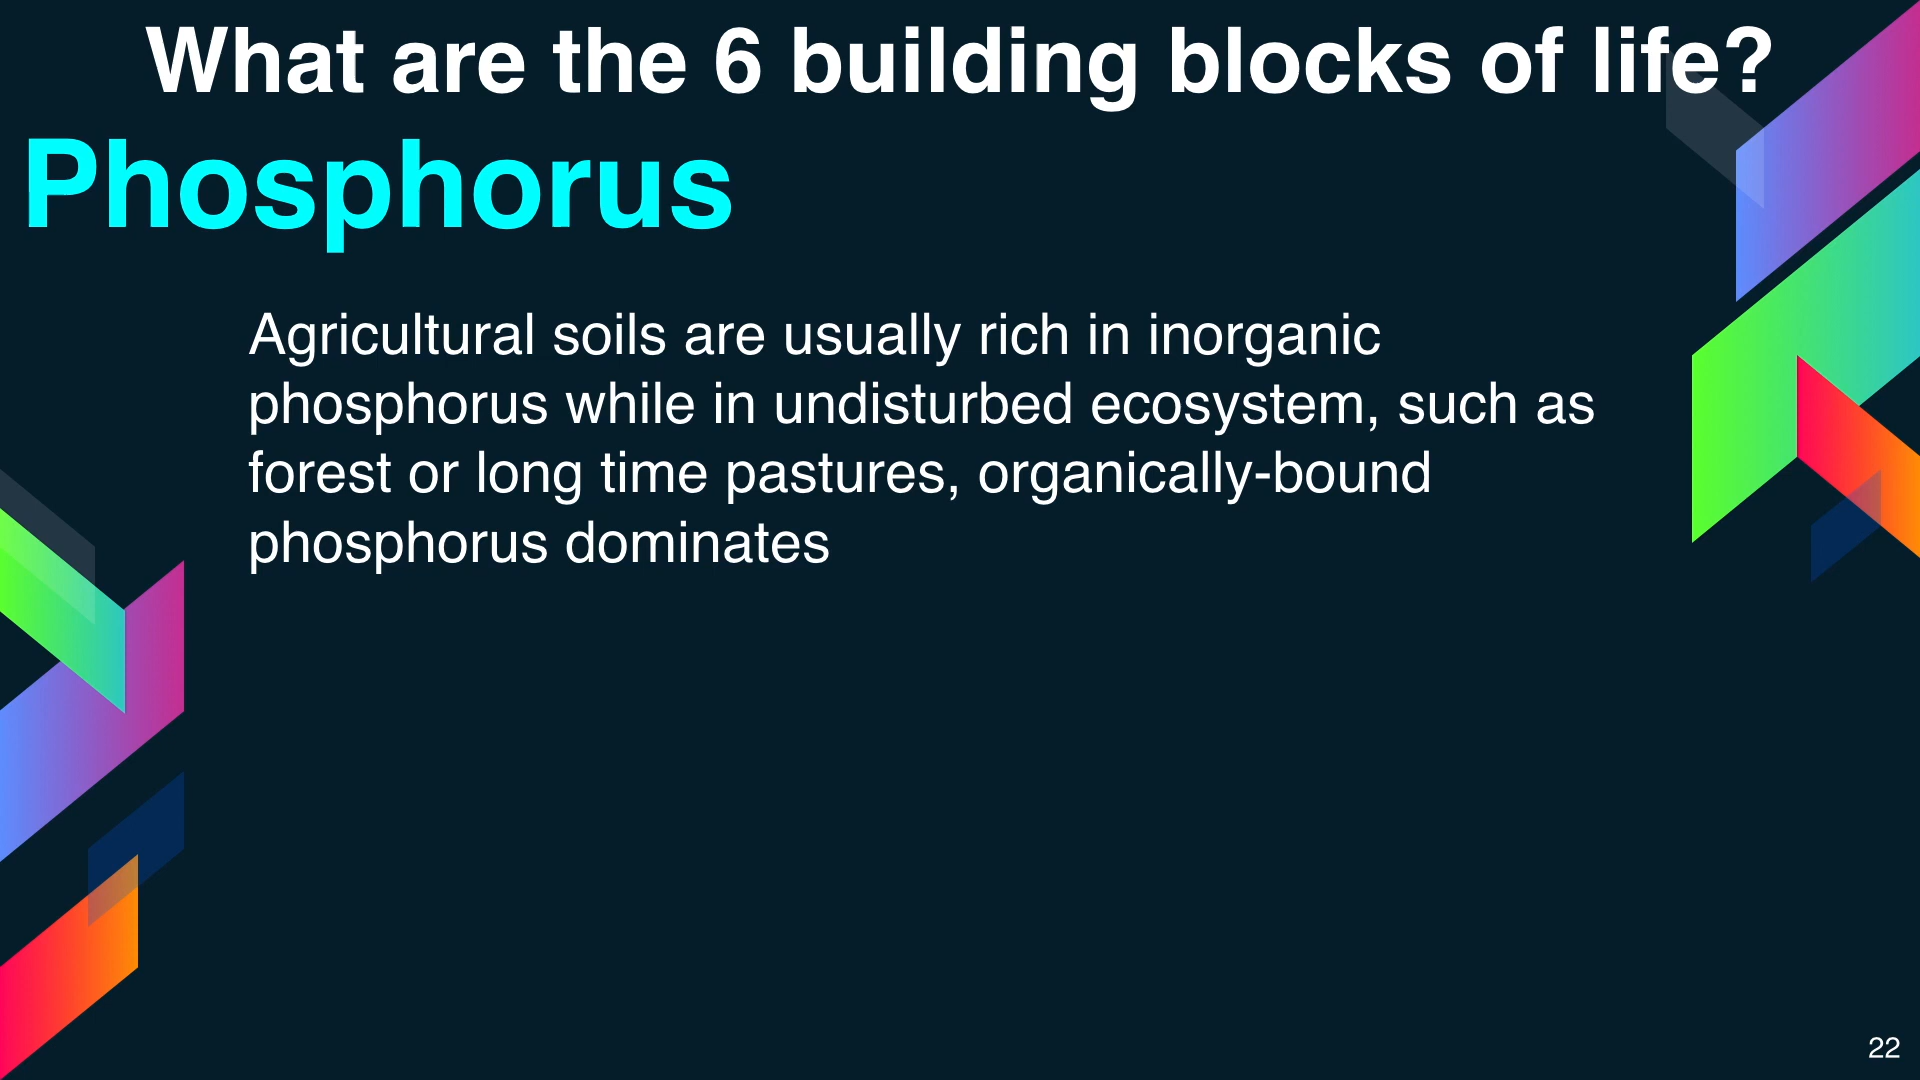 What are the 6 building blocks of life?
Phosphorus
Agricultural soils are usually rich in inorganic
phosphorus while in undisturbed ecosystem, such as
forest or long time pastures, organically-bound
phosphorus dominates
22